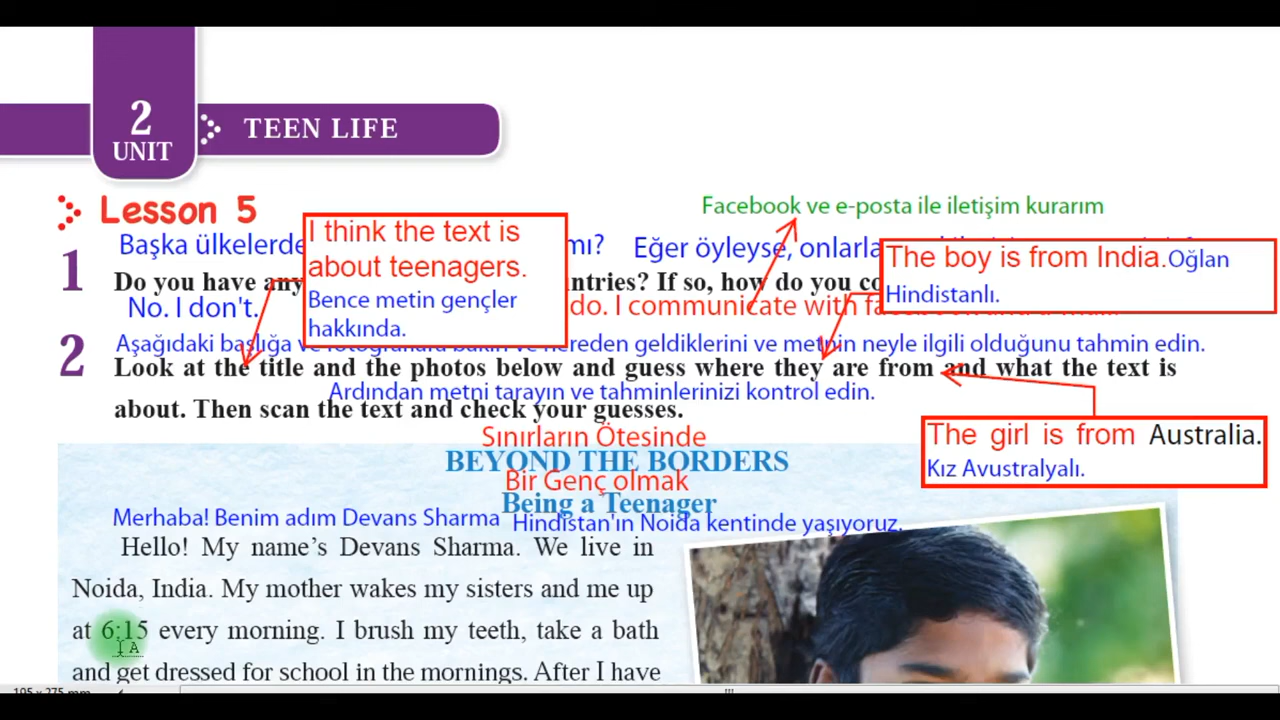 2
UNIT
TEEN LIFE
Lesson 5
Facebook ve e-posta ile iletişim kurarım
Başka ülkelerde
mı?
Eğer öyleyse, onlarla
1
Do you have any
ntries? If so, how do you
I think the text is
about teenagers.
Bence metin gençler
hakkında.
The boy is from India.Oğlan
Hindistanlı.
No. I don't.
do. I communicate with
2
Aşağıdaki başlığa ve fotoğraflara bakın ve nereden geldiklerini ve metnin neyle ilgili olduğunu tahmin edin.
Look at the title and the photos below and guess where they are from and what the text is
Ardından metni tarayın ve tahminlerinizi kontrol edin.
about. Then scan the text and check your guesses.
The girl is from Australia.
Kız Avustralyalı.
Sınırların Ötesinde
BEYOND THE BORDERS
Bir Genç olmak
Being a Teenager
Merhaba! Benim adım Devans Sharma
Hindistan'ın Noida kentinde yaşıyoruz.
Hello! My name's Devans Sharma. We live in
Noida, India. My mother wakes my sisters and me up
at 6:15 every morning. I brush my teeth, take a bath
and get dressed for school in the mornings. After I have
195 x 275 mm